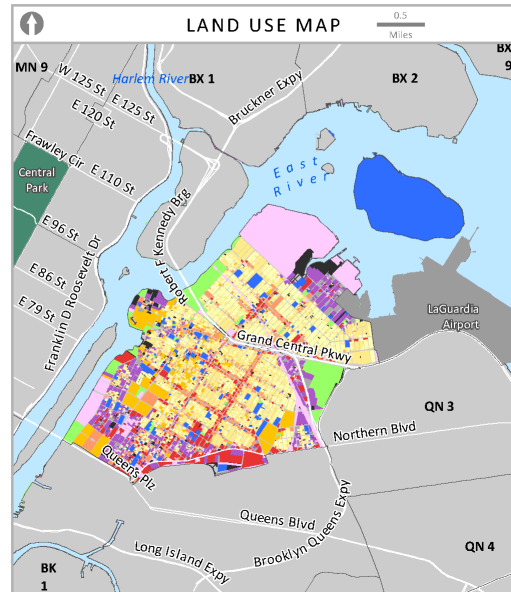 LAND USE MAP
0.5
Miles
MN 9
W 125 St
Harlem River
BX 1
BX 2
BX
9
E 125 St
E 120 St
Bruckner Expy
Frawley Cir
E 110 St
East
River
Central
Park
E 96 St
Robert F Kennedy Brg
E 86 St
E 79 St
Franklin D Roosevelt Dr
LaGuardia
Airport
Grand Central Pkwy
QN 3
Northern Blvd
Queens Plz
Queens Blvd
Brooklyn Queens Expy
Long Island Expy
QN 4
BK
1